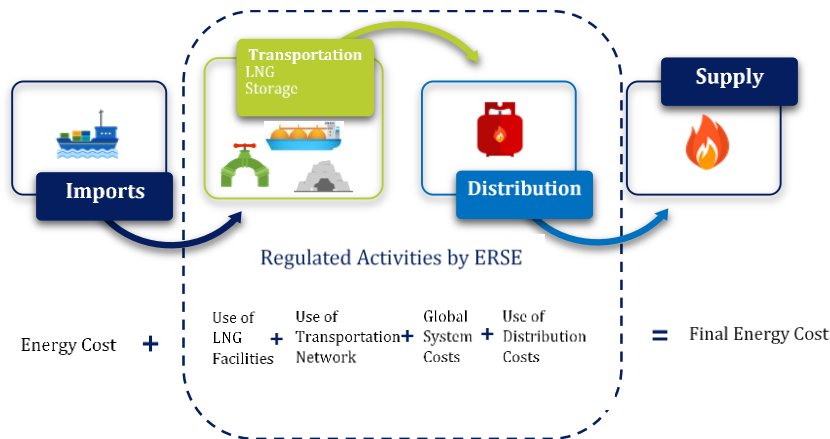 Transportation
LNG
Storage
Supply
Imports
Distribution
Regulated Activities by ERSE
Energy Cost
+
Use of
LNG
Facilities
+
Use of
Transportation
Network
+
Global
System
Costs
+
Use of
Distribution
Costs
=
Final Energy Cost